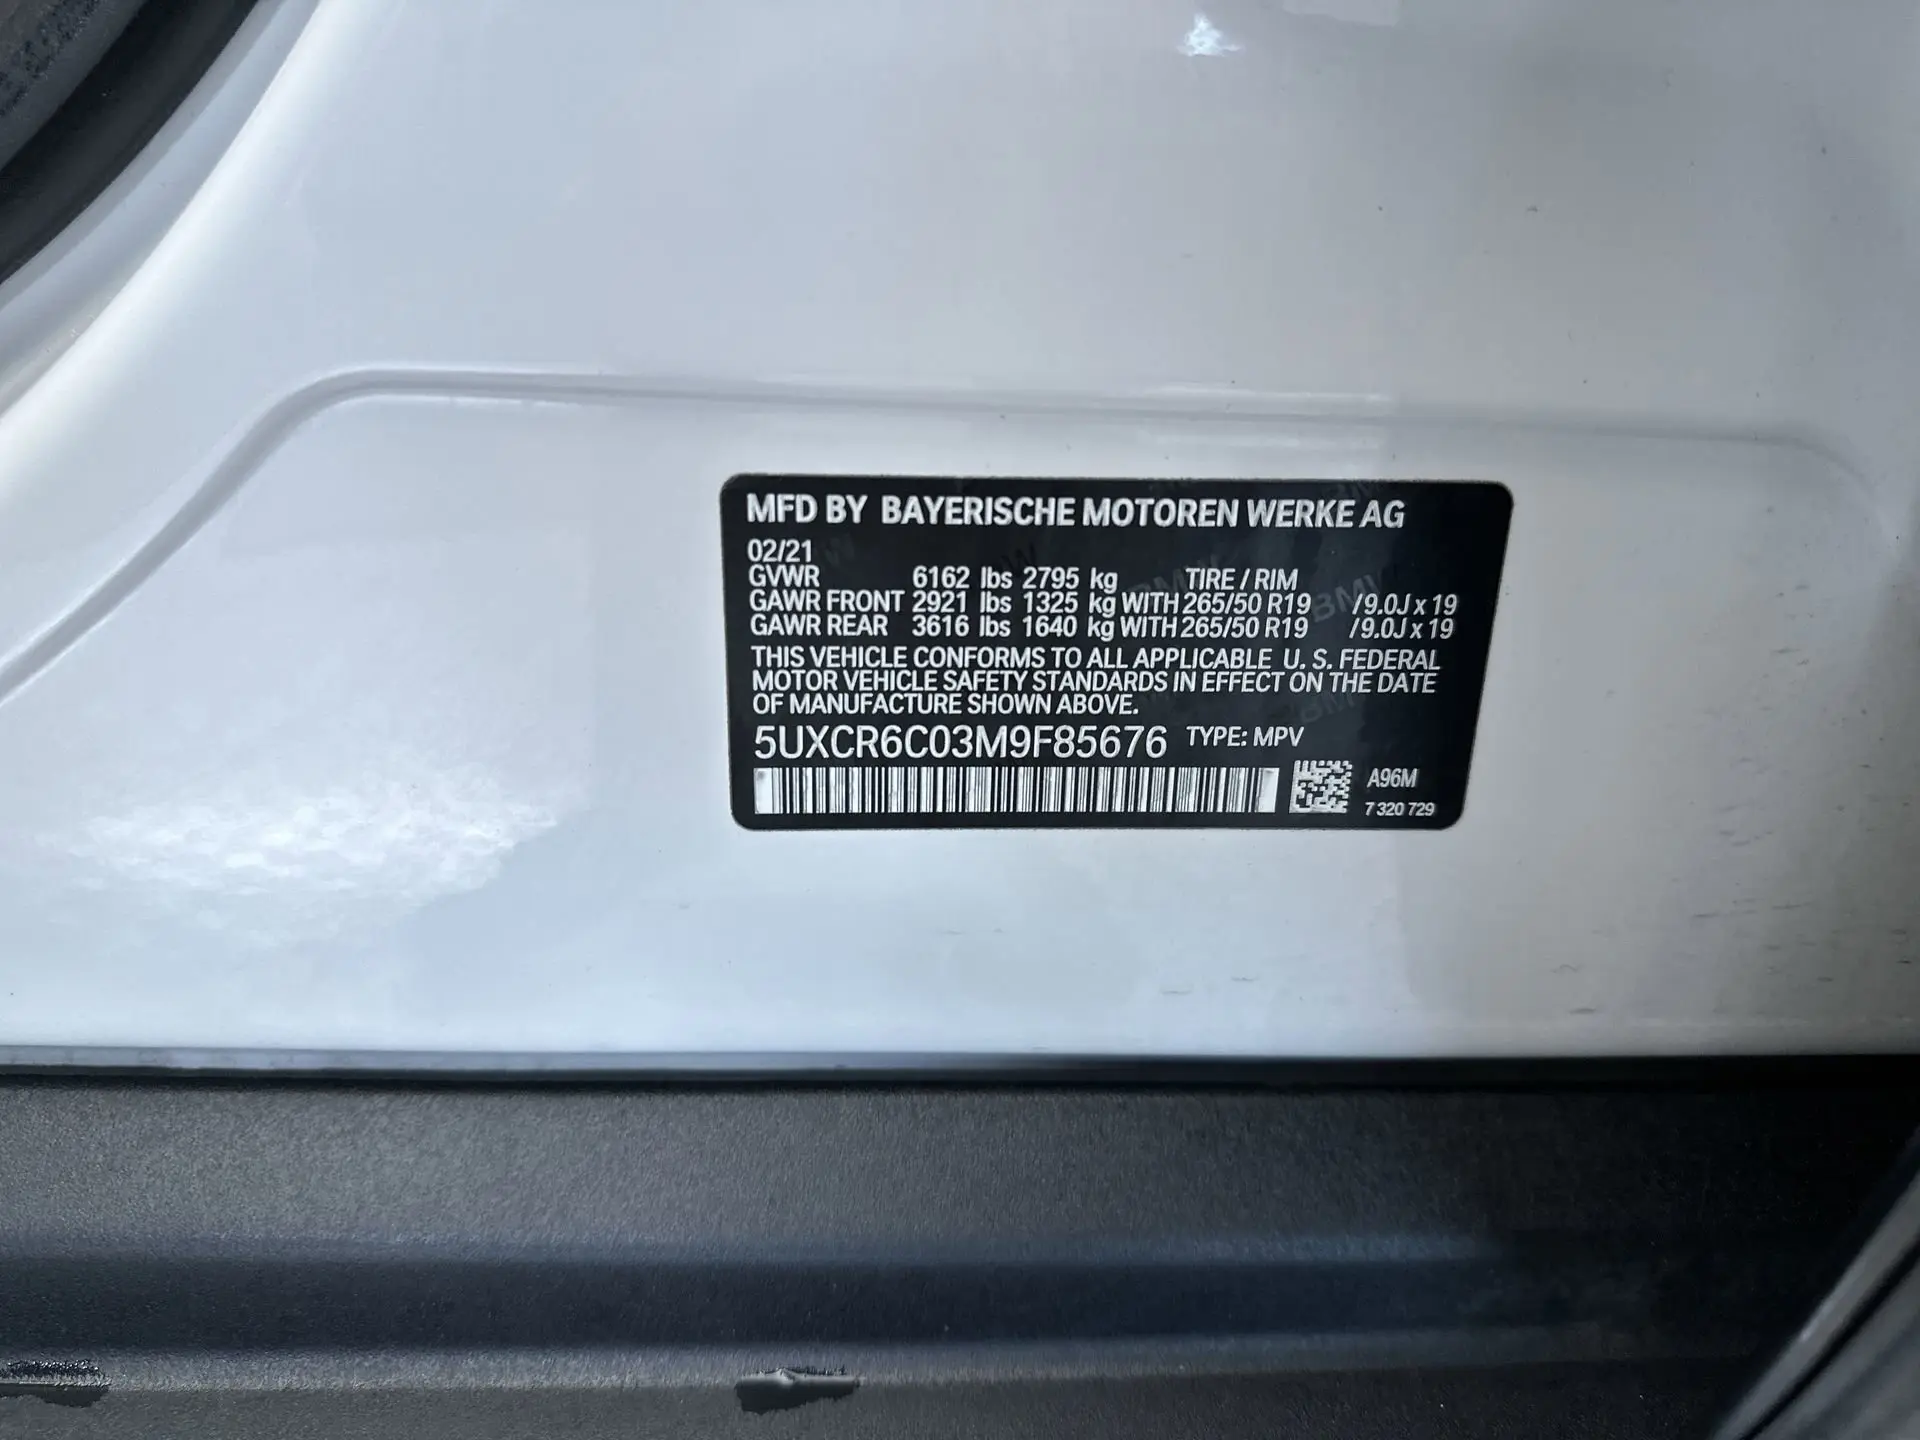 MFD BY BAYERISCHE MOTOREN WERKE AG
02/21
GVWR 6162 lbs 2795 kg TIRE / RIM
GAWR FRONT 2921 lbs 1325 kg WITH 265/50 R19 /9.0J x 19
GAWR REAR 3616 lbs 1640 kg WITH 265/50 R19 /9.0J x 19
THIS VEHICLE CONFORMS TO ALL APPLICABLE U. S. FEDERAL
MOTOR VEHICLE SAFETY STANDARDS IN EFFECT ON THE DATE
OF MANUFACTURE SHOWN ABOVE.
5UXCR6C03M9F85676 TYPE: MPV
A96M
7 320 729